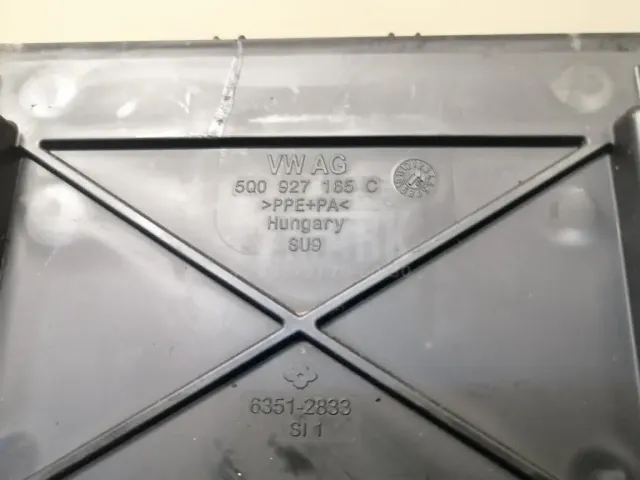 VW AG
5Q0 927 165 C
>PPE+PA<
Hungary
SU9
6351-2833
SI 1